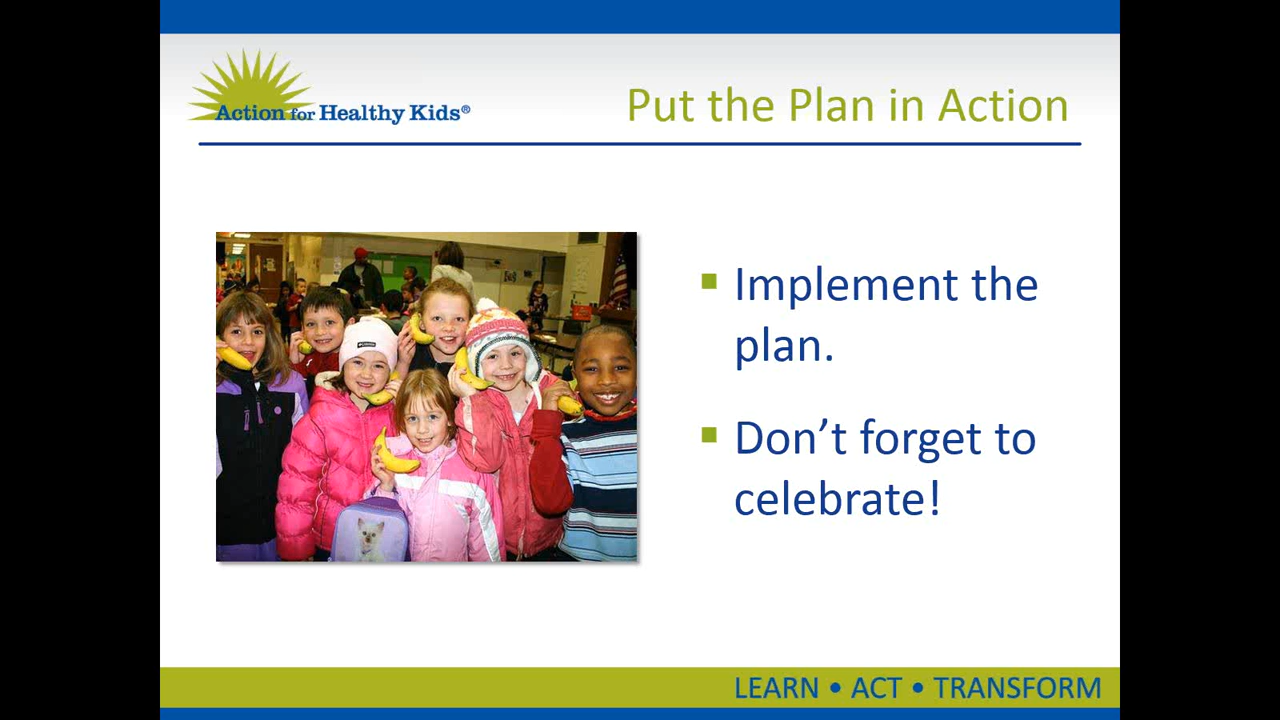 Action for Healthy Kids®
Put the Plan in Action
▪ Implement the
plan.
▪ Don’t forget to
celebrate!
LEARN • ACT • TRANSFORM